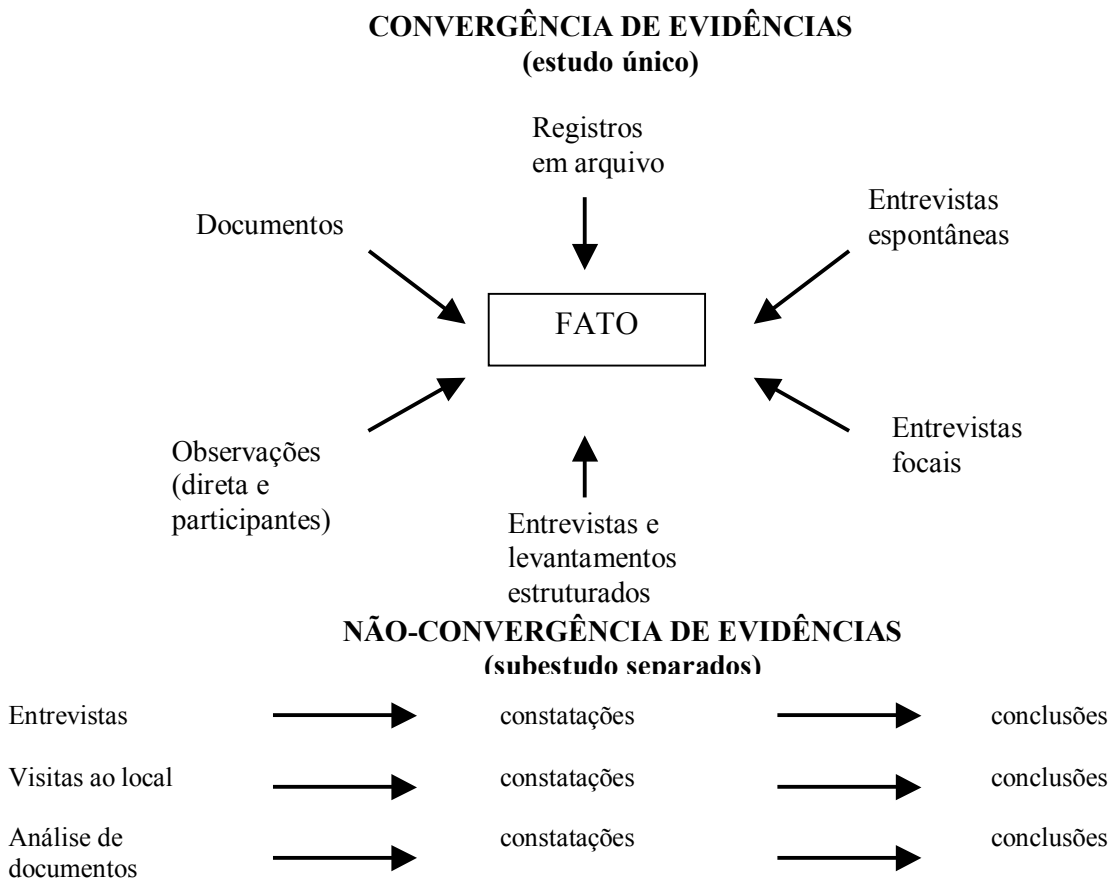 CONVERGÊNCIA DE EVIDÊNCIAS
(estudo único)
Registros
em arquivo
Documentos
Entrevistas
espontâneas
FATO
Observações
(direta e
participantes)
Entrevistas
focais
Entrevistas e
levantamentos
estruturados
NÃO-CONVERGÊNCIA DE EVIDÊNCIAS
(subestudo separados)
Entrevistas constatações conclusões
Visitas ao local constatações conclusões
Análise de constatações conclusões
documentos